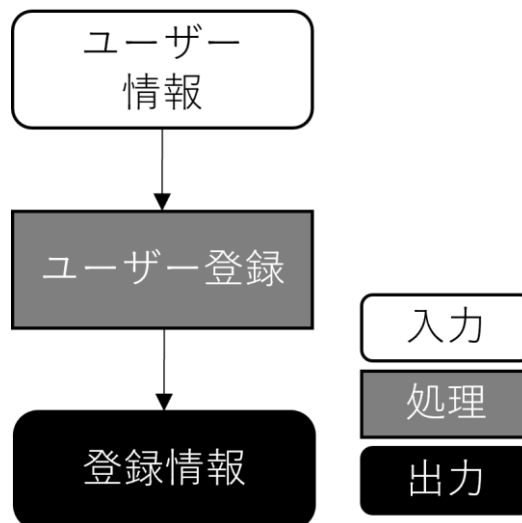 ユーザー
情報
ユーザー登録
登録情報
入力
処理
出力